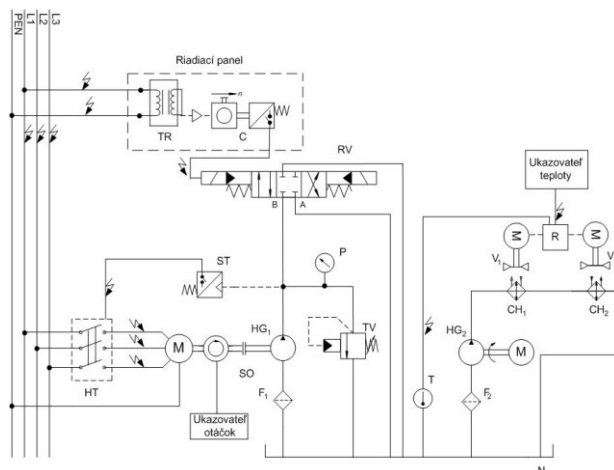 PEN
L1
L2
L3
Riadiaci panel
n
TR
C
RV
B
A
Ukazovateľ
teploty
M
R
M
V1
V
CH1
CH2
ST
P
TV
HG1
HG2
M
M
SO
HT
F1
T
F2
Ukazovateľ
otáčok
N